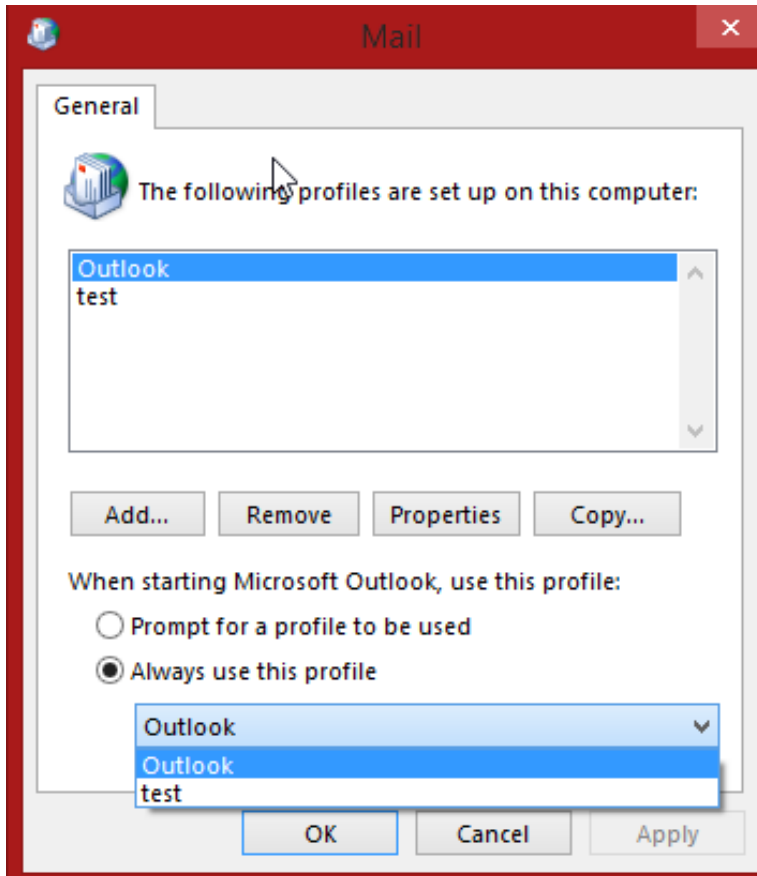 Mail
General
The following profiles are set up on this computer:
Outlook
test
Add... Remove Properties Copy...
When starting Microsoft Outlook, use this profile:
Prompt for a profile to be used
Always use this profile
Outlook
Outlook
test
OK Cancel Apply